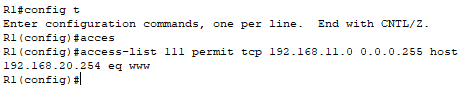 R1#config t
Enter configuration commands, one per line.  End with CNTL/Z.
R1(config)#acces
R1(config)#access-list 111 permit tcp 192.168.11.0 0.0.0.255 host
192.168.20.254 eq www
R1(config)#